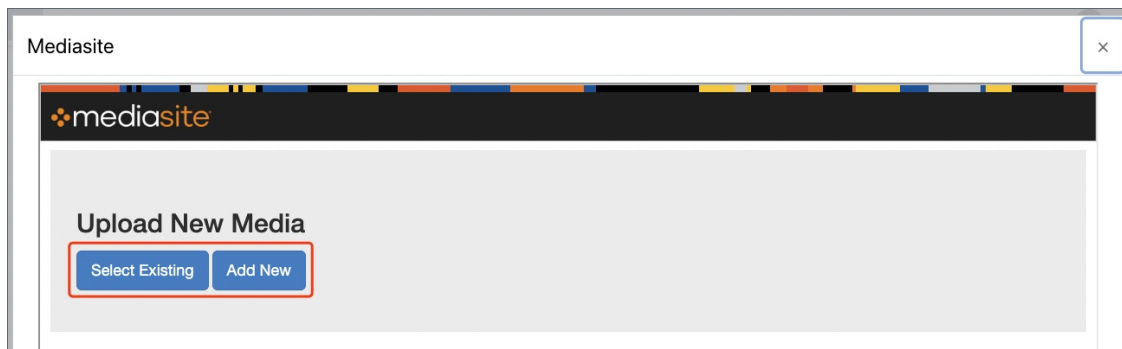 Mediasite
×
mediasite
Upload New Media
Select Existing Add New